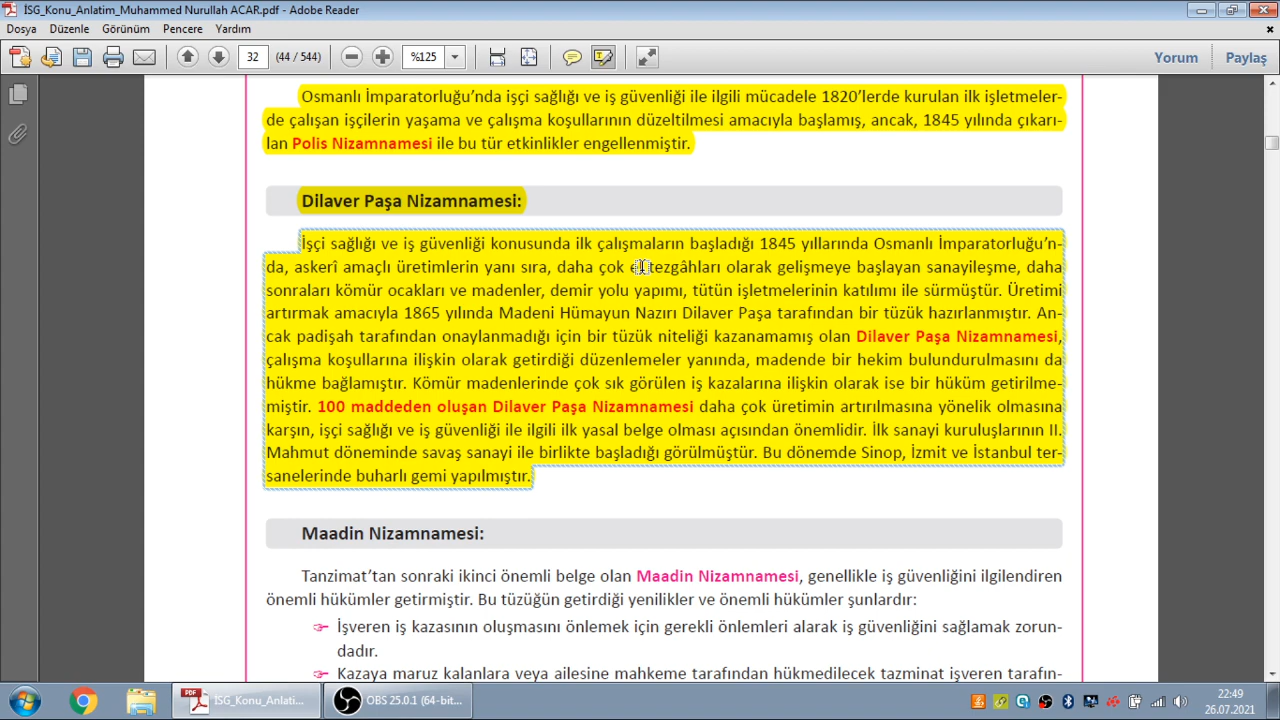 İSG_Konu_Anlatim_Muhammed Nurullah ACAR.pdf - Adobe Reader
Dosya Düzenle Görünüm Pencere Yardım
32 (44 / 544) %125 Yorum Paylaş
Osmanlı İmparatorluğu’nda işçi sağlığı ve iş güvenliği ile ilgili mücadele 1820’lerde kurulan ilk işletmeler-
de çalışan işçilerin yaşama ve çalışma koşullarının düzeltilmesi amacıyla başlamış, ancak, 1845 yılında çıkarı-
lan Polis Nizamnamesi ile bu tür etkinlikler engellenmiştir.
Dilaver Paşa Nizamnamesi:
İşçi sağlığı ve iş güvenliği konusunda ilk çalışmaların başladığı 1845 yıllarında Osmanlı İmparatorluğu’n-
da, askerî amaçlı üretimlerin yanı sıra, daha çok el tezgâhları olarak gelişmeye başlayan sanayileşme, daha
sonraları kömür ocakları ve madenler, demir yolu yapımı, tütün işletmelerinin katılımı ile sürmüştür. Üretimi
artırmak amacıyla 1865 yılında Madeni Hümayun Nazırı Dilaver Paşa tarafından bir tüzük hazırlanmıştır. An-
cak padişah tarafından onaylanmadığı için bir tüzük niteliği kazanamamış olan Dilaver Paşa Nizamnamesi,
çalışma koşullarına ilişkin olarak getirdiği düzenlemeler yanında, madende bir hekim bulundurulmasını da
hükme bağlamıştır. Kömür madenlerinde çok sık görülen iş kazalarına ilişkin olarak ise bir hüküm getirilme-
miştir. 100 maddeden oluşan Dilaver Paşa Nizamnamesi daha çok üretimin artırılmasına yönelik olmasına
karşın, işçi sağlığı ve iş güvenliği ile ilgili ilk yasal belge olması açısından önemlidir. İlk sanayi kuruluşlarının II.
Mahmut döneminde savaş sanayi ile birlikte başladığı görülmüştür. Bu dönemde Sinop, İzmit ve İstanbul ter-
sanelerinde buharlı gemi yapılmıştır.
Maadin Nizamnamesi:
Tanzimat’tan sonraki ikinci önemli belge olan Maadin Nizamnamesi, genellikle iş güvenliğini ilgilendiren
önemli hükümler getirmiştir. Bu tüzüğün getirdiği yenilikler ve önemli hükümler şunlardır:
İşveren iş kazasının oluşmasını önlemek için gerekli önlemleri alarak iş güvenliğini sağlamak zorun-
dadır.
Kazaya maruz kalanlara veya ailesine mahkeme tarafından hükmedilecek tazminat işveren tarafın-
ISG_Konu_Anlati... OBS 25.0.1 (64-bit... 22:49
26.07.2021